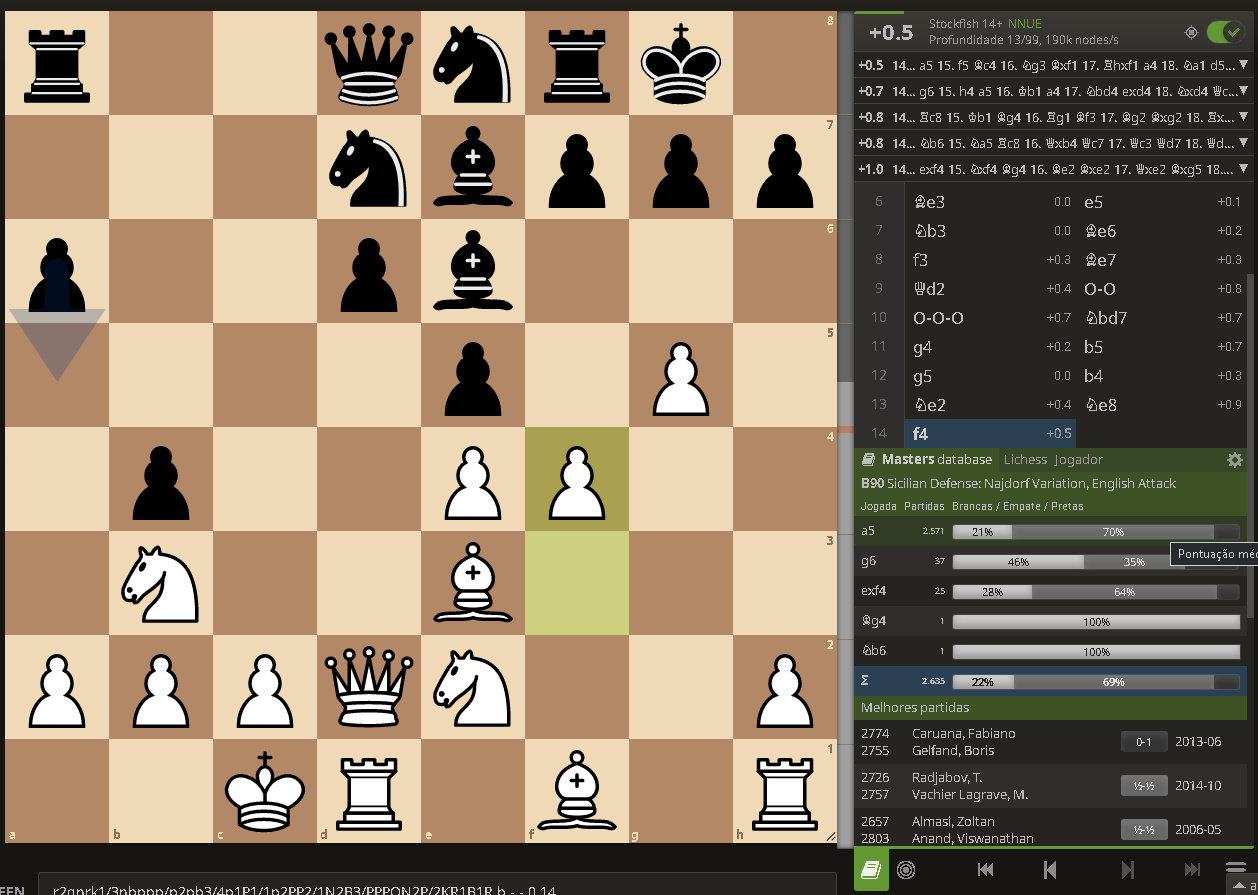 8
7
6
5
4
3
2
1
a
b
c
d
e
f
g
h
+0.5
Stockfish 14+ NNUE
Profundidade 13/99, 190k nodes/s
+0.5 14... a5 15. f5 ♗c4 16. ♘g3 ♗xf1 17. ♖hxf1 a4 18. ♘a1 d5...
+0.7 14... g6 15. h4 a5 16. ♔b1 a4 17. ♘bd4 exd4 18. ♘xd4 ♕c...
+0.8 14... ♖c8 15. ♔b1 ♗g4 16. ♖g1 ♗f3 17. ♗g2 ♗xg2 18. ♖x...
+0.8 14... ♘b6 15. ♘a5 ♖c8 16. ♕xb4 ♕c7 17. ♕c3 ♕d7 18. ♕d...
+1.0 14... exf4 15. ♘xf4 ♗g4 16. ♗e2 ♗xe2 17. ♕xe2 ♗xg5 18....
6 ♗e3 0.0 e5 +0.1
7 ♘b3 0.0 ♗e6 +0.2
8 f3 +0.3 ♗e7 +0.3
9 ♕d2 +0.4 O-O +0.8
10 O-O-O +0.7 ♘bd7 +0.7
11 g4 +0.2 b5 +0.7
12 g5 0.0 b4 +0.3
13 ♘e2 +0.4 ♘e8 +0.9
14 f4 +0.5
Masters database Lichess Jogador
B90 Sicilian Defense: Najdorf Variation, English Attack
Jogada Partidas Brancas / Empate / Pretas
a5 2.571 21% 70%
Pontuação mé
g6 37 46% 35%
exf4 25 28% 64%
♗g4 1 100%
♘b6 1 100%
Σ 2.635 22% 69%
Melhores partidas
2774 Caruana, Fabiano
2755 Gelfand, Boris
0-1 2013-06
2726 Radjabov, T.
2757 Vachier Lagrave, M.
½-½ 2014-10
2657 Almasi, Zoltan
2803 Anand, Viswanathan
½-½ 2006-05
FEN r2qnrk1/3nbppp/p2pb3/4p1P1/1p2PP2/1N2B3/PPPQN2P/2KR1B1R b - - 0 14